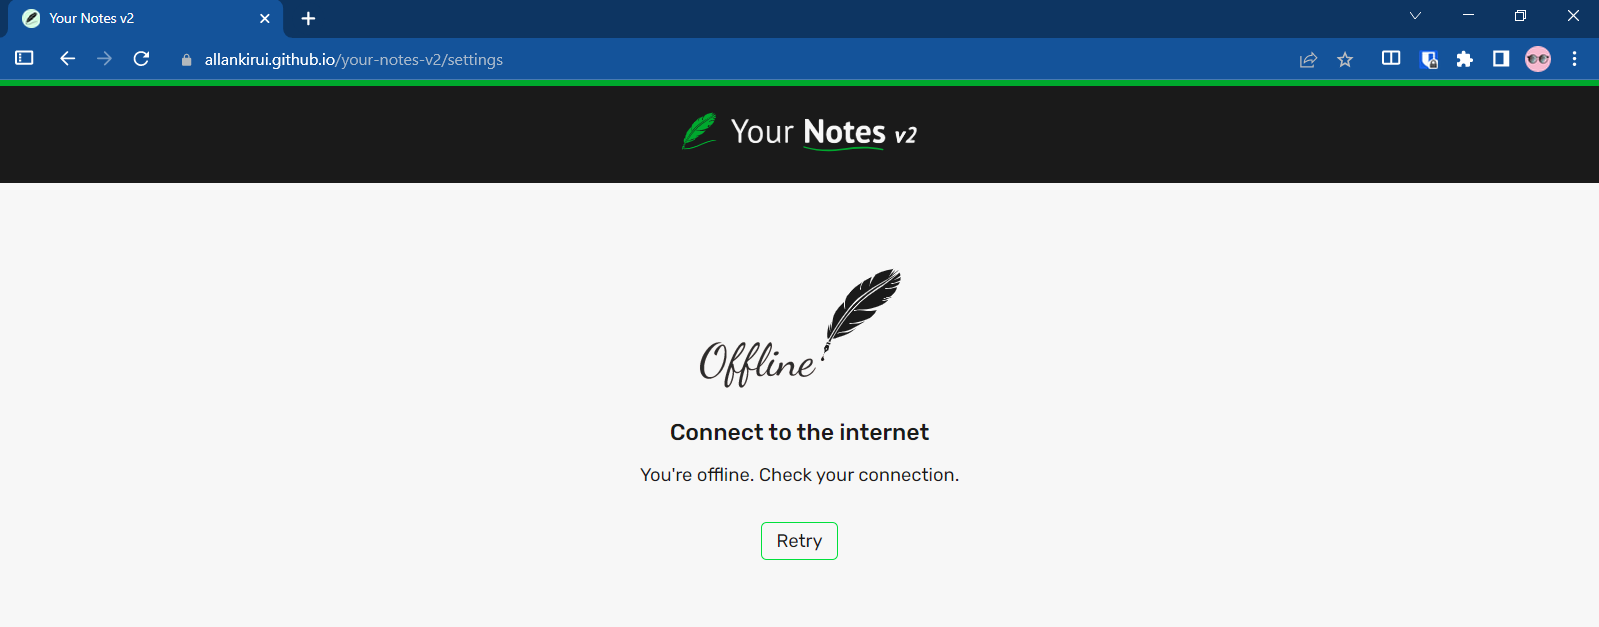 Your Notes v2
allankirui.github.io/your-notes-v2/settings
Your Notes v2
Offline
Connect to the internet
You're offline. Check your connection.
Retry